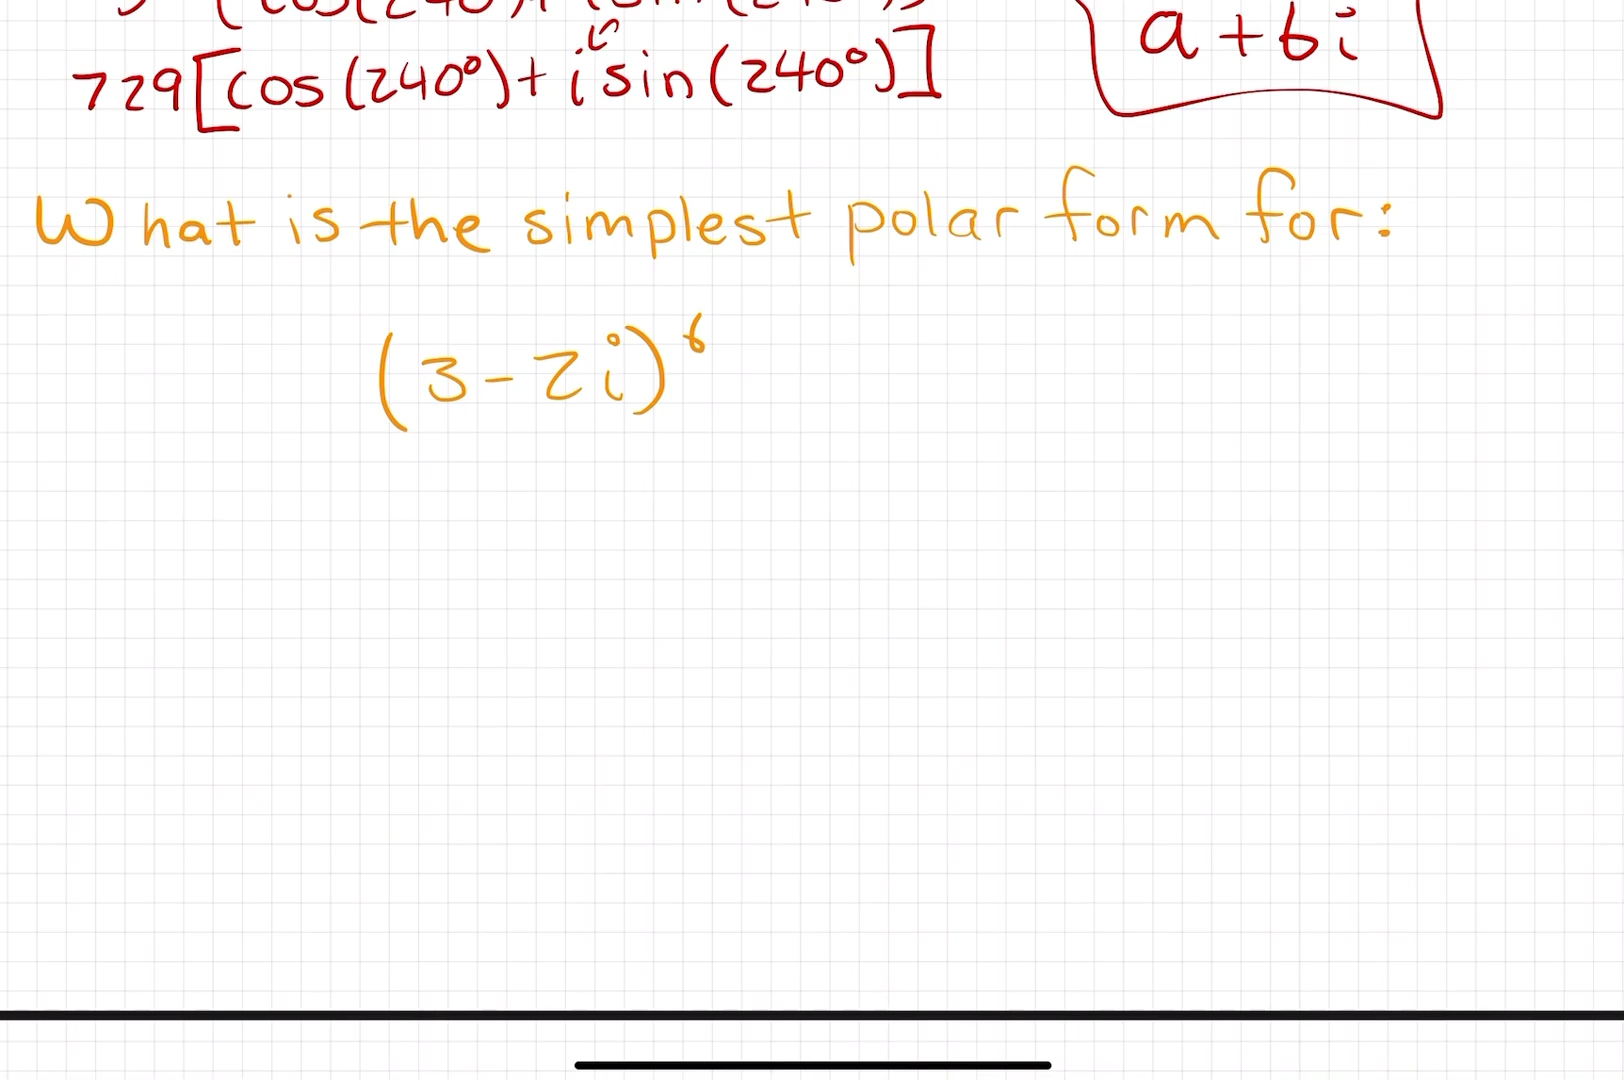 729[cos(240°)+ isin(240°)]
a+bi
What is the simplest polar form for:
(3-2i)⁶